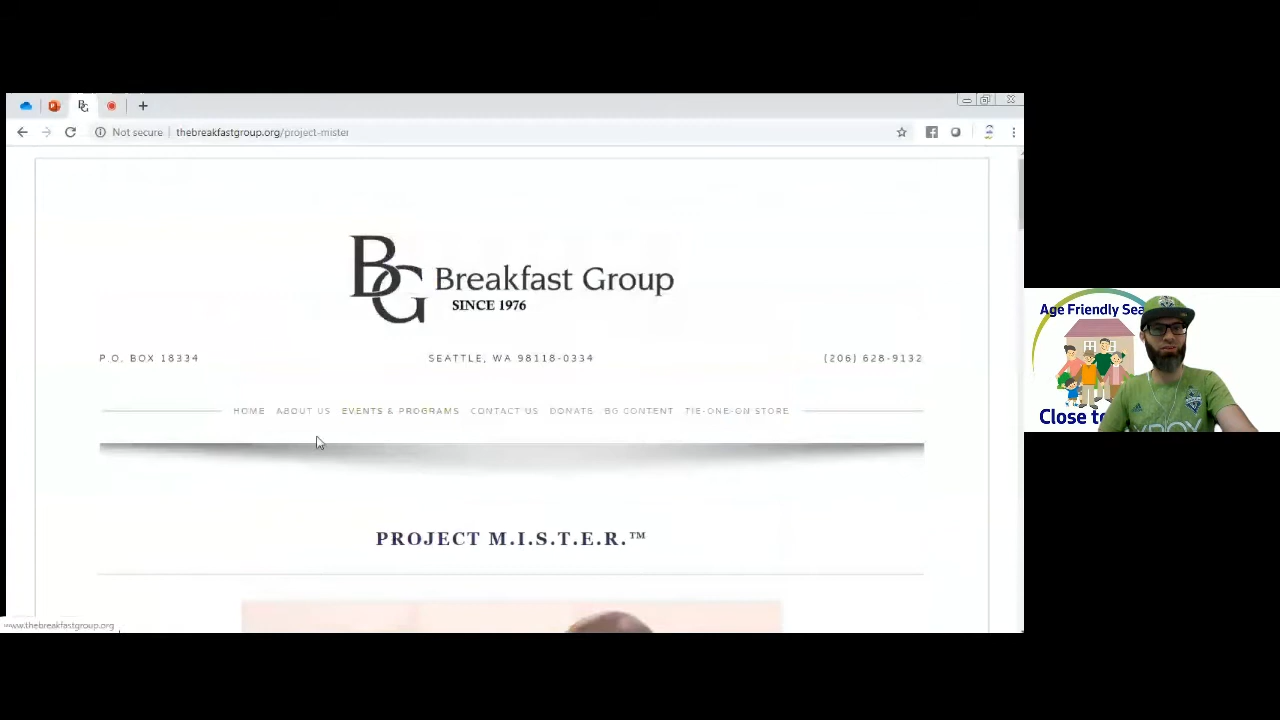 BG
Not secure
thebreakfastgroup.org/project-mister
BG Breakfast Group
SINCE 1976
P.O. BOX 18334
SEATTLE, WA 98118-0334
(206) 628-9132
HOME ABOUT US EVENTS & PROGRAMS CONTACT US DONATE BG CONTENT TIE-ONE-ON STORE
PROJECT M.I.S.T.E.R.™
www.thebreakfastgroup.org
Age Friendly Sea
Close to
XBOX